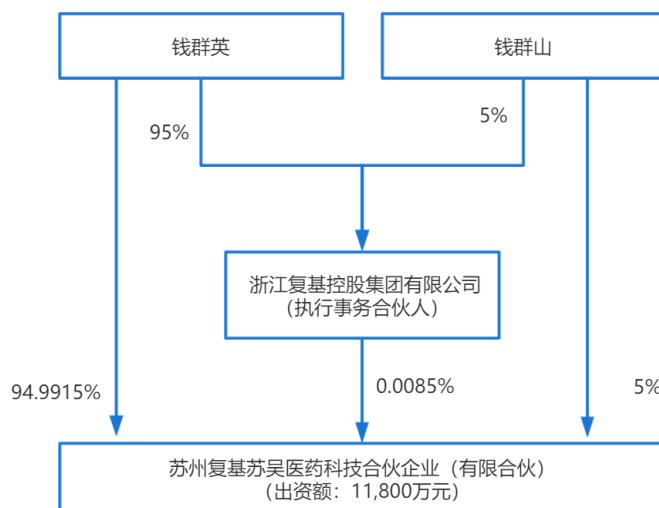 钱群英
钱群山
95%
5%
浙江复基控股集团有限公司
（执行事务合伙人）
94.9915%
0.0085%
5%
苏州复基苏吴医药科技合伙企业（有限合伙）
（出资额：11,800万元）